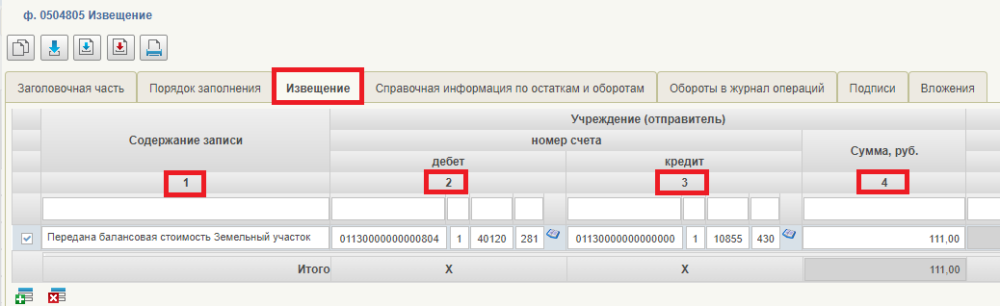 ф. 0504805 Извещение
Заголовочная часть Порядок заполнения Извещение Справочная информация по остаткам и оборотам Обороты в журнал операций Подписи Вложения
Учреждение (отправитель)
Содержание записи номер счета Сумма, руб.
дебет кредит
1 2 3 4
Передана балансовая стоимость Земельный участок 01130000000000804 1 40120 281 01130000000000000 1 10855 430 111,00
Итого X X 111,00